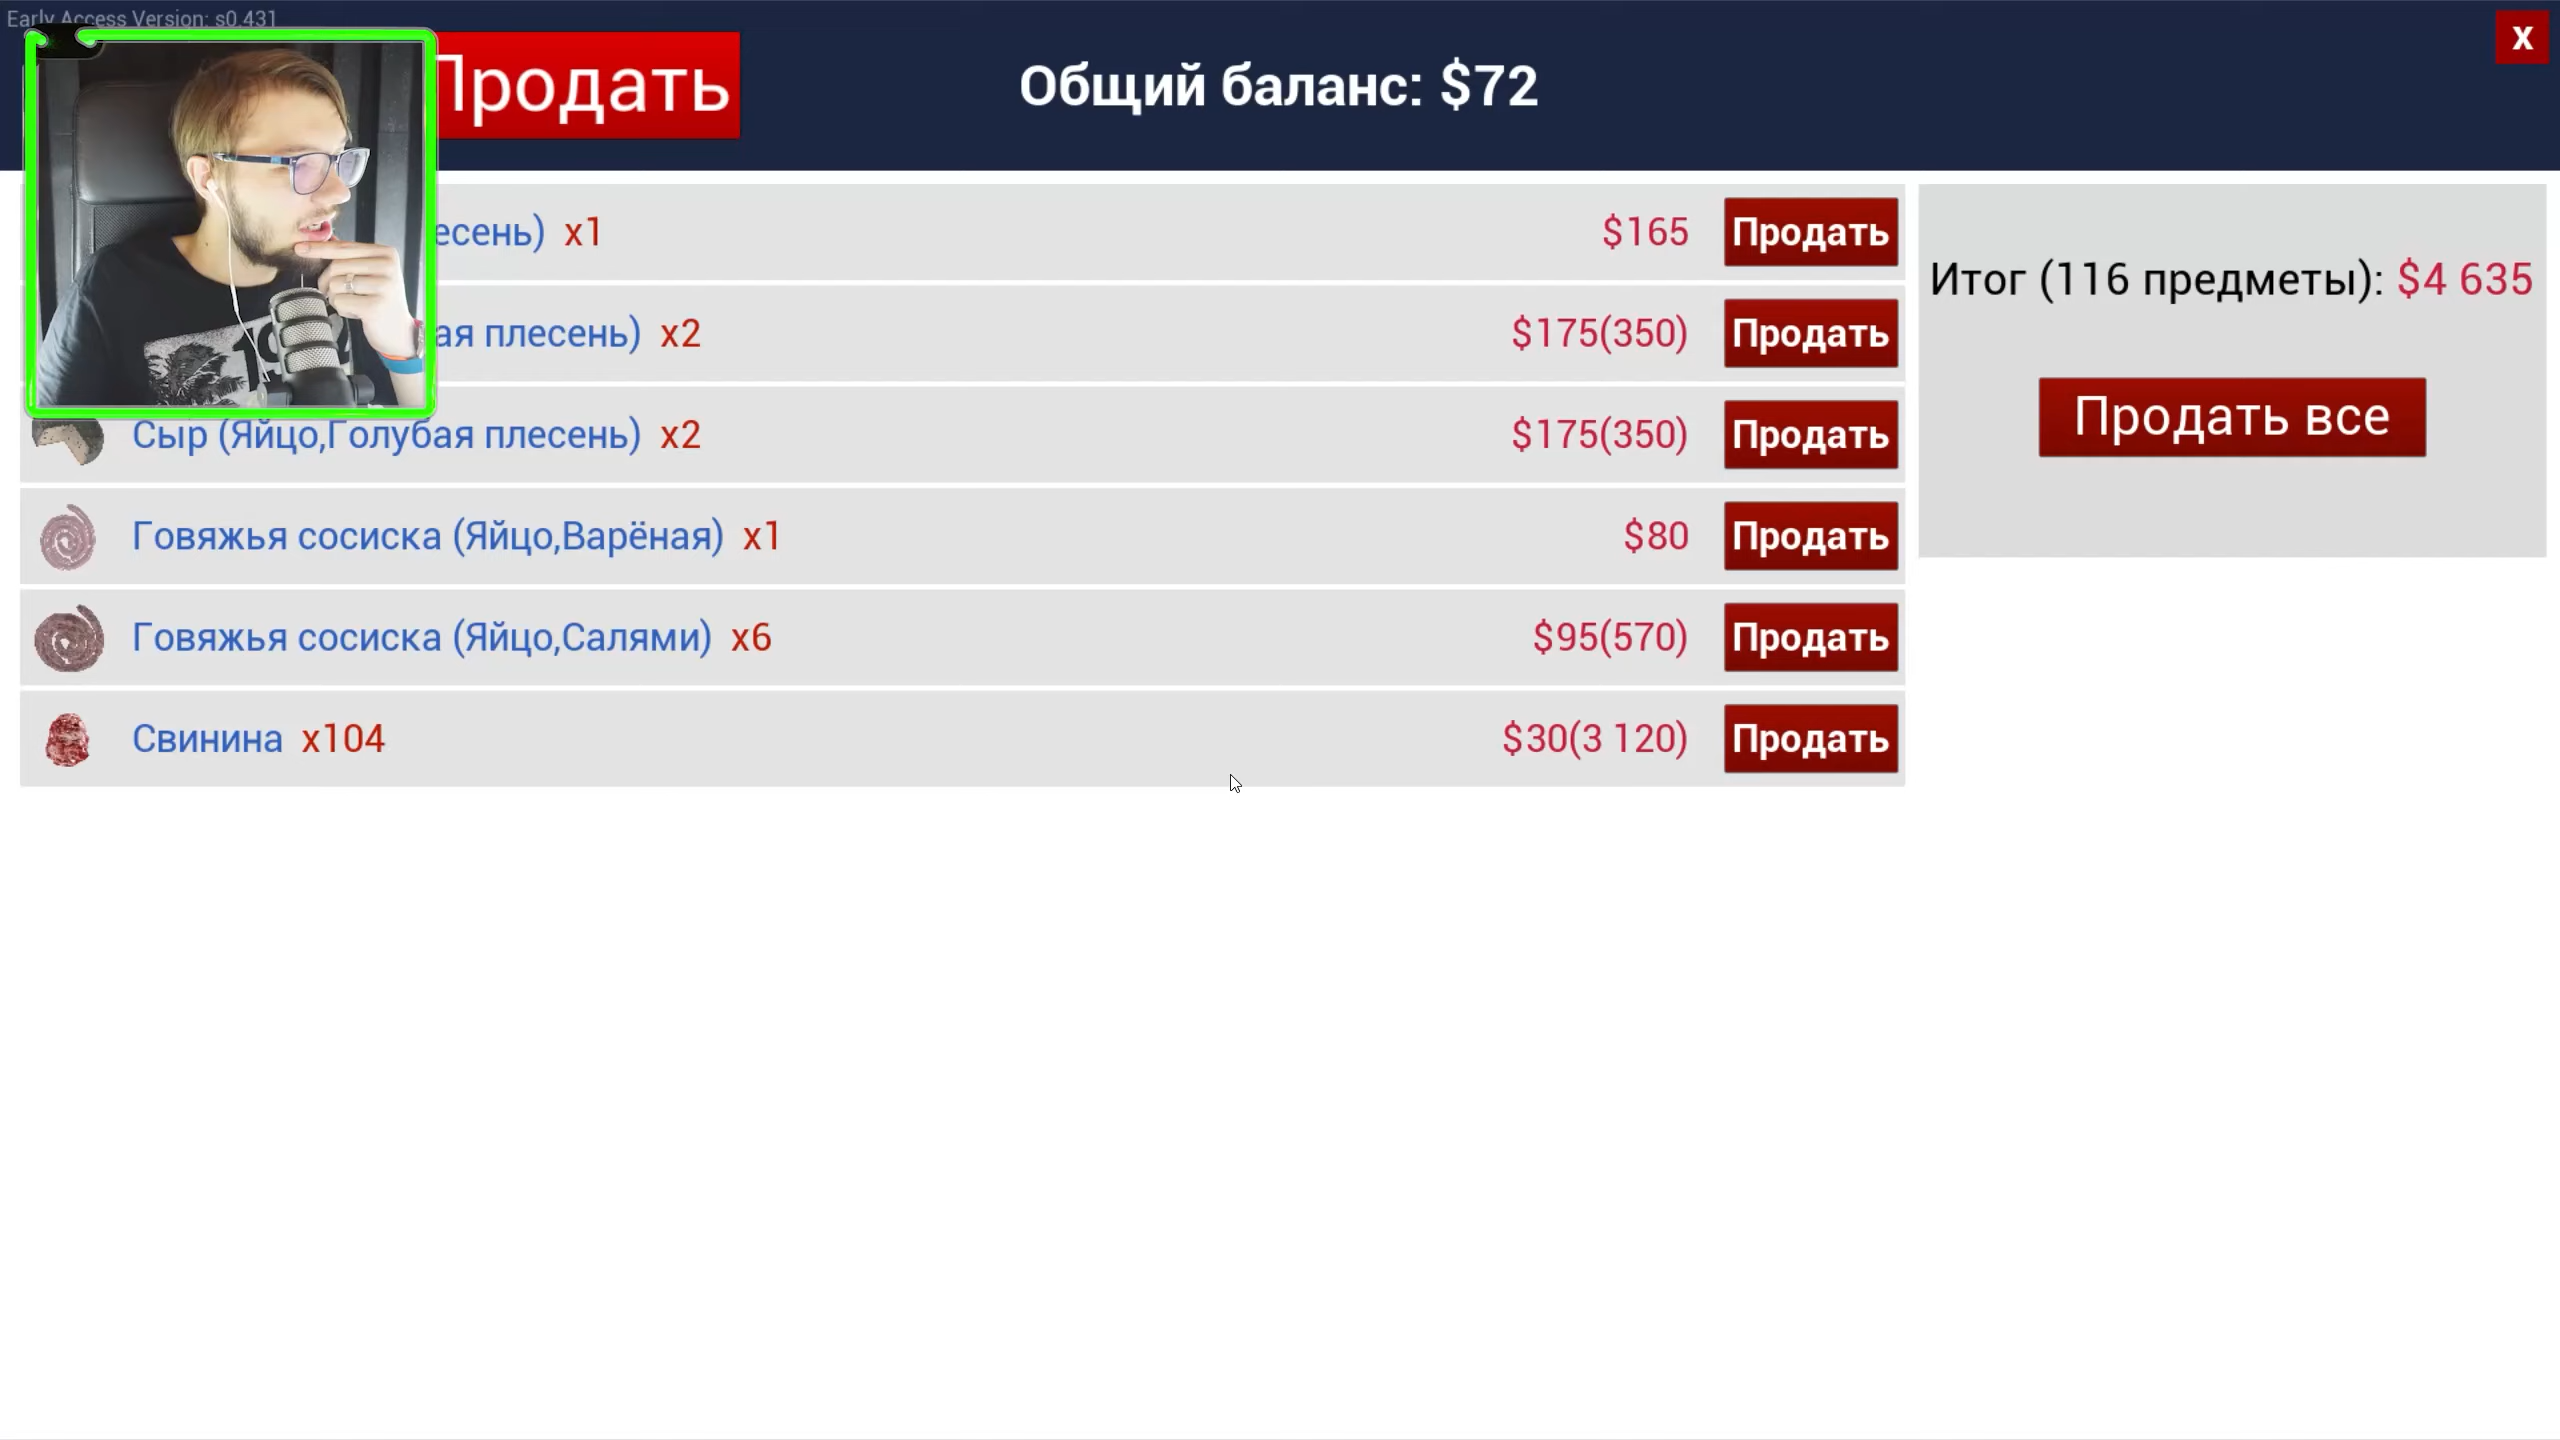 Early Access Version: s0.431
Продать
Общий баланс: $72
X
x1 $165 Продать
плесень) x2 $175(350) Продать
Сыр (Яйцо,Голубая плесень) x2 $175(350) Продать
Говяжья сосиска (Яйцо,Варёная) x1 $80 Продать
Говяжья сосиска (Яйцо,Салями) x6 $95(570) Продать
Свинина x104 $30(3 120) Продать
Итог (116 предметы): $4 635
Продать все